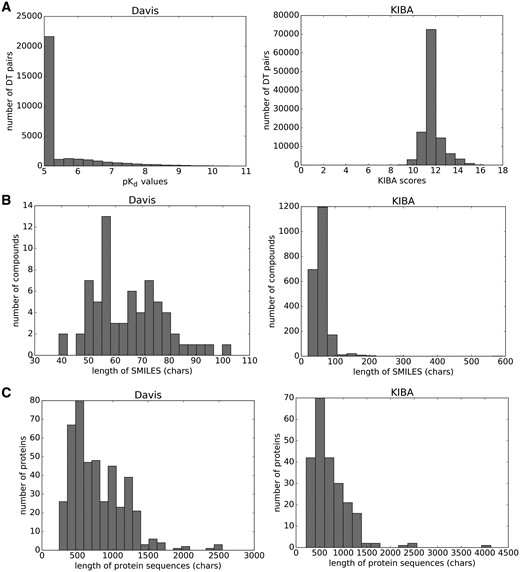 A
Davis
KIBA
number of DT pairs
25000
20000
15000
10000
5000
0
5 6 7 8 9 10 11
pKd values
number of DT pairs
80000
70000
60000
50000
40000
30000
20000
10000
0
0 2 4 6 8 10 12 14 16 18
KIBA scores
B
Davis
KIBA
number of compounds
14
12
10
8
6
4
2
0
30 40 50 60 70 80 90 100 110
length of SMILES (chars)
number of compounds
1200
1000
800
600
400
200
0
0 100 200 300 400 500 600
length of SMILES (chars)
C
Davis
KIBA
number of proteins
80
70
60
50
40
30
20
10
0
0 500 1000 1500 2000 2500 3000
length of protein sequences (chars)
number of proteins
70
60
50
40
30
20
10
0
0 500 1000 1500 2000 2500 3000 3500 4000 4500
length of protein sequences (chars)